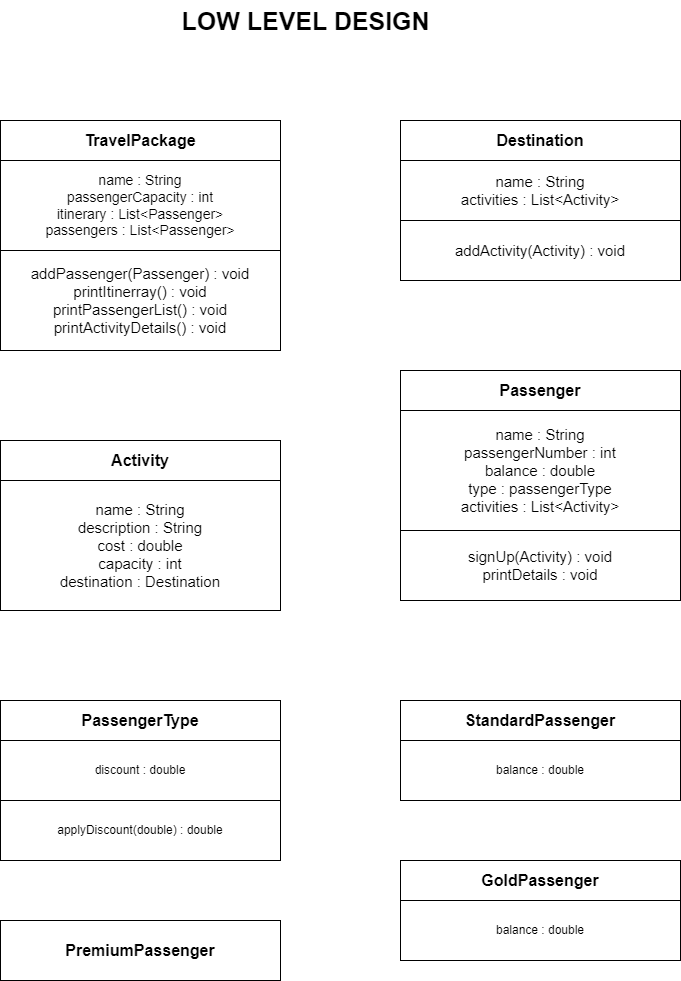 LOW LEVEL DESIGN
TravelPackage
name : String
passengerCapacity : int
itinerary : List<Passenger>
passengers : List<Passenger>
addPassenger(Passenger) : void
printItinerray() : void
printPassengerList() : void
printActivityDetails() : void
Destination
name : String
activities : List<Activity>
addActivity(Activity) : void
Activity
name : String
description : String
cost : double
capacity : int
destination : Destination
Passenger
name : String
passengerNumber : int
balance : double
type : passengerType
activities : List<Activity>
signUp(Activity) : void
printDetails : void
PassengerType
discount : double
applyDiscount(double) : double
StandardPassenger
balance : double
PremiumPassenger
GoldPassenger
balance : double